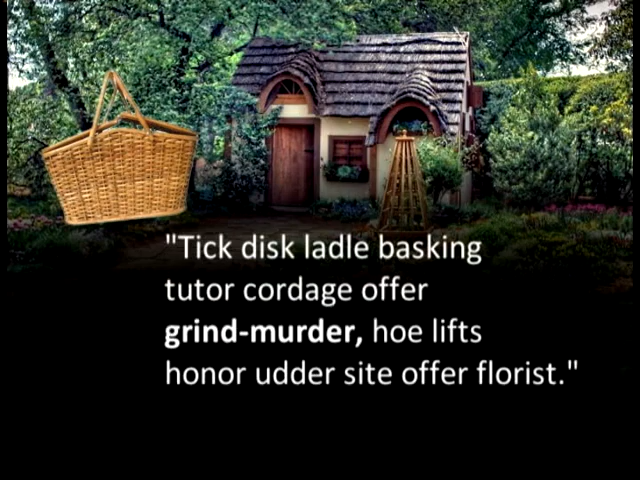 "Tick disk ladle basking
tutor cordage offer
grind-murder, hoe lifts
honor udder site offer florist."